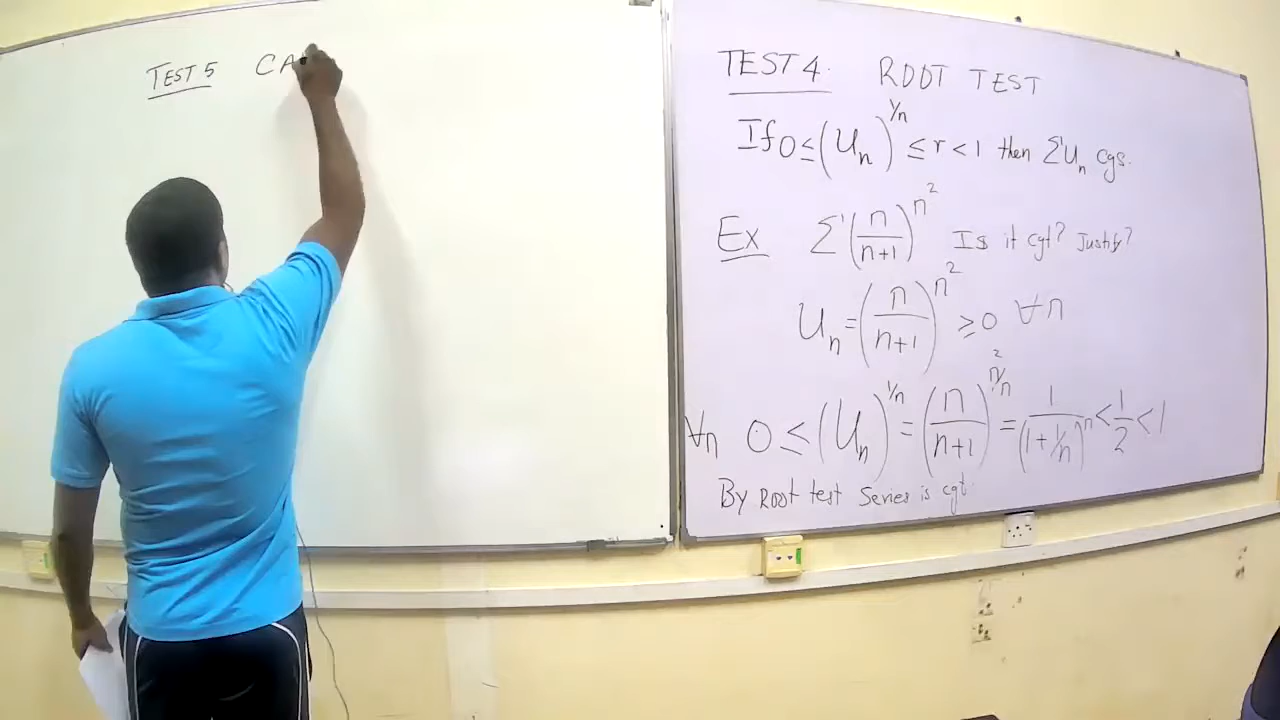 TEST 5 CA
TEST 4. ROOT TEST
If 0 ≤ (Uₙ)^{1/n} ≤ r < 1 then ΣUₙ cgs.
Ex Σ(n/(n+1))^{n²} Is it cgt? Justify?
Uₙ = (n/(n+1))^{n²} ≥ 0 ∀n
∀n 0 ≤ (Uₙ)^{1/n} = (n/(n+1))^{n²/n} = 1/(1+1/n)^n < 1/2 < 1
By Root test Series is cgt.